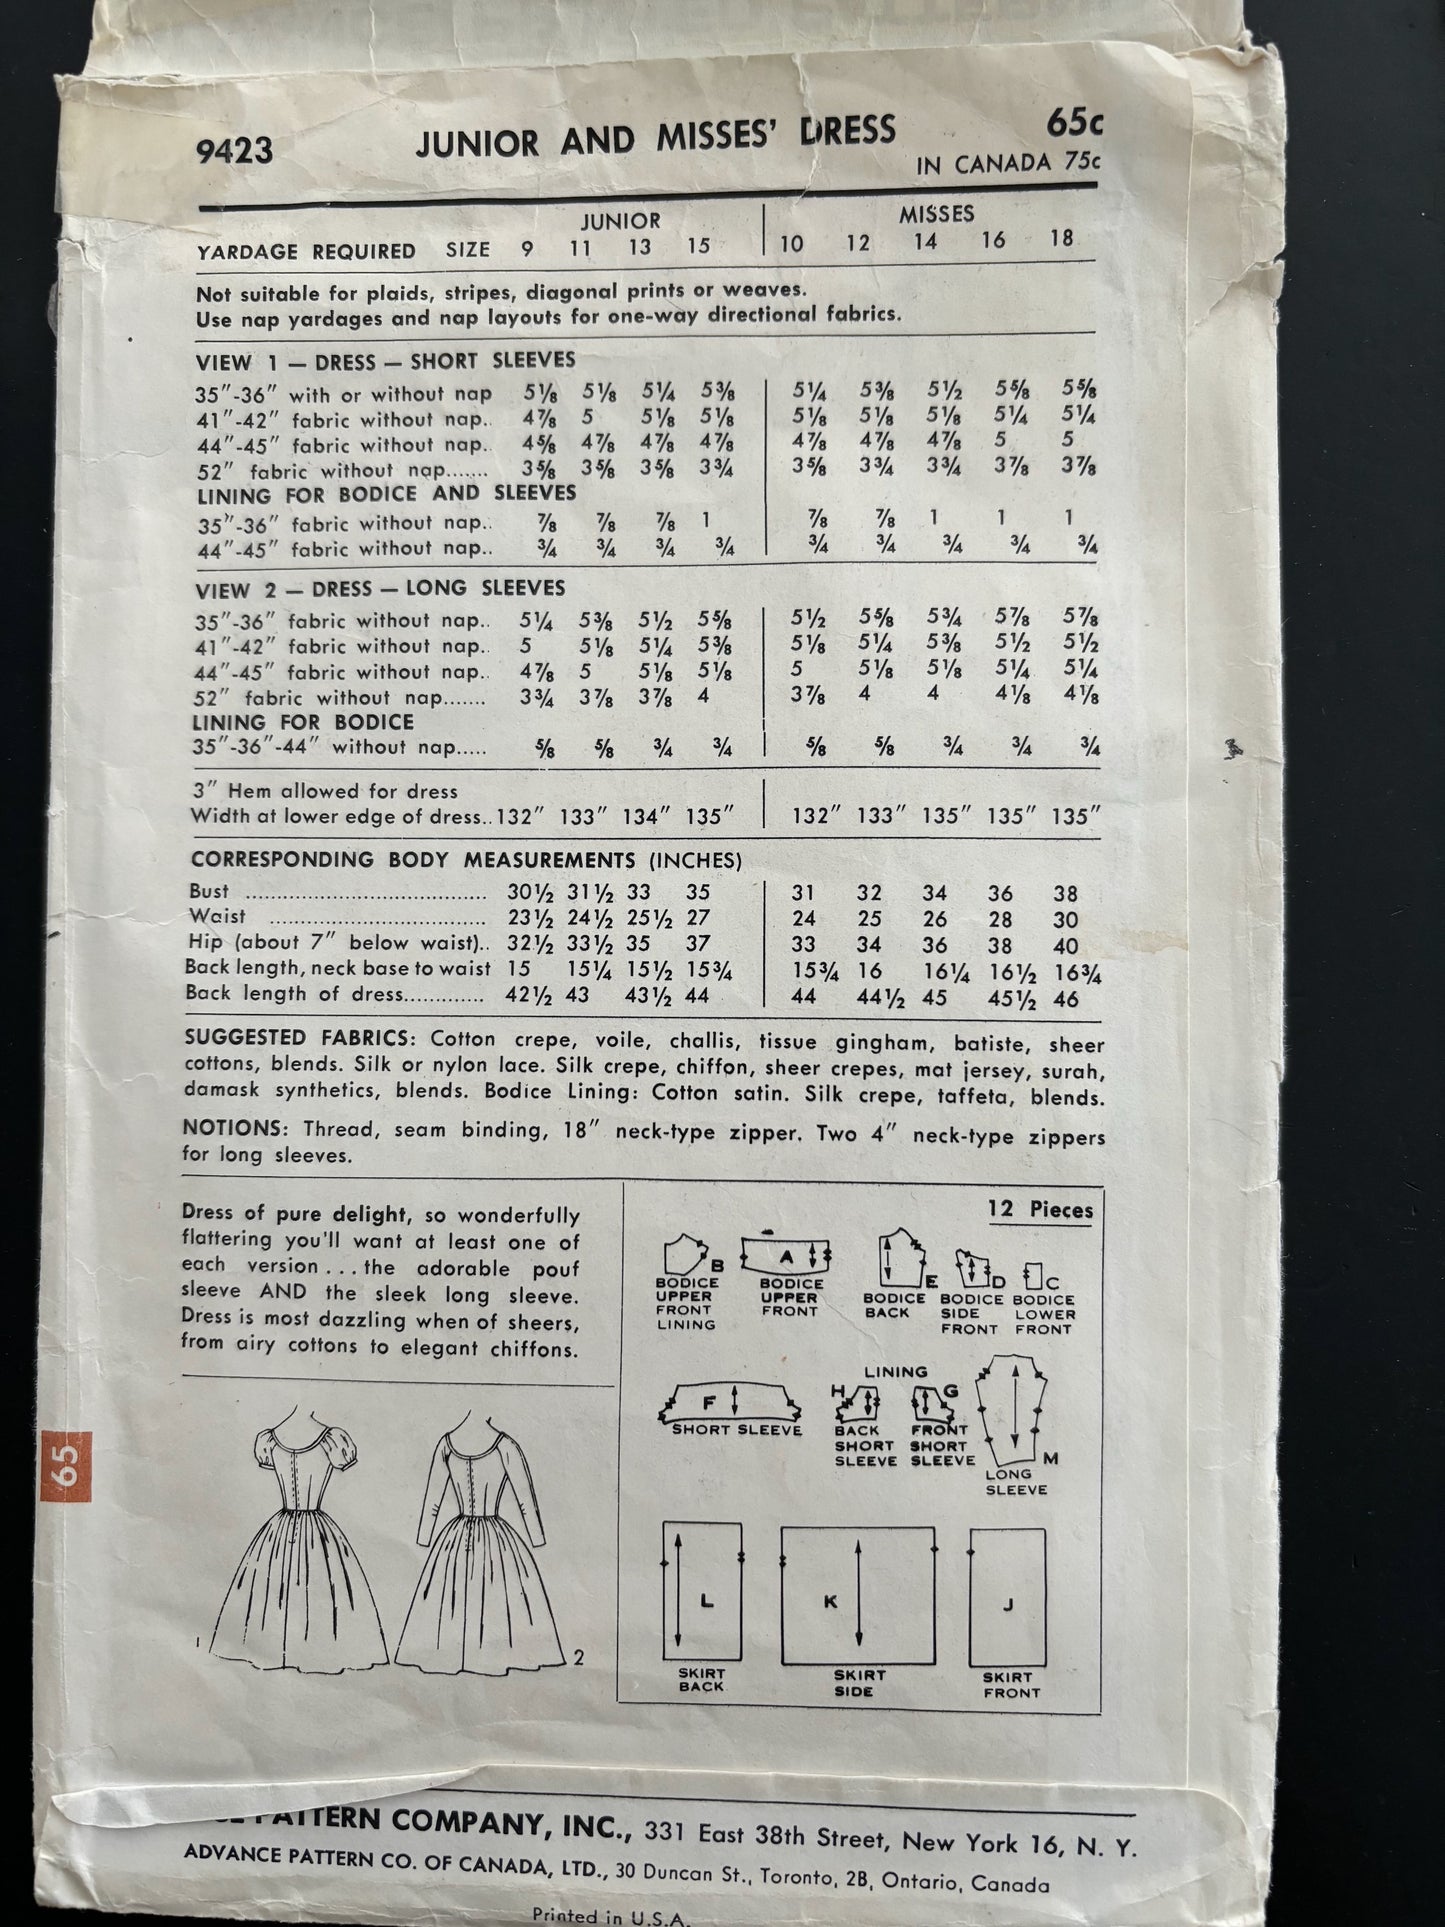 9423 JUNIOR AND MISSES' DRESS 65c
IN CANADA 75c
JUNIOR MISSES
YARDAGE REQUIRED SIZE 9 11 13 15 10 12 14 16 18
Not suitable for plaids, stripes, diagonal prints or weaves.
Use nap yardages and nap layouts for one-way directional fabrics.
VIEW 1 — DRESS — SHORT SLEEVES
35″-36″ with or without nap 5⅛ 5⅛ 5¼ 5⅜ 5¼ 5⅜ 5½ 5⅝ 5⅝
41″-42″ fabric without nap.. 4⅞ 5 5⅛ 5⅛ 5⅛ 5⅛ 5⅛ 5¼ 5¼
44″-45″ fabric without nap.. 4⅝ 4⅞ 4⅞ 4⅞ 4⅞ 4⅞ 4⅞ 5 5
52″ fabric without nap....... 3⅝ 3⅝ 3⅝ 3¾ 3⅝ 3¾ 3¾ 3⅞ 3⅞
LINING FOR BODICE AND SLEEVES
35″-36″ fabric without nap.. ⅞ ⅞ ⅞ 1 ⅞ ⅞ 1 1 1
44″-45″ fabric without nap.. ¾ ¾ ¾ ¾ ¾ ¾ ¾ ¾ ¾
VIEW 2 — DRESS — LONG SLEEVES
35″-36″ fabric without nap.. 5¼ 5⅜ 5½ 5⅝ 5½ 5⅝ 5¾ 5⅞ 5⅞
41″-42″ fabric without nap.. 5 5⅛ 5¼ 5⅜ 5⅛ 5¼ 5⅜ 5½ 5½
44″-45″ fabric without nap.. 4⅞ 5 5⅛ 5⅛ 5 5⅛ 5⅛ 5¼ 5¼
52″ fabric without nap....... 3¾ 3⅞ 3⅞ 4 3⅞ 4 4 4⅛ 4⅛
LINING FOR BODICE
35″-36″-44″ without nap..... ⅝ ⅝ ¾ ¾ ⅝ ⅝ ¾ ¾ ¾
3″ Hem allowed for dress
Width at lower edge of dress.. 132″ 133″ 134″ 135″ 132″ 133″ 135″ 135″ 135″
CORRESPONDING BODY MEASUREMENTS (INCHES)
Bust ..................................... 30½ 31½ 33 35 31 32 34 36 38
Waist ................................. 23½ 24½ 25½ 27 24 25 26 28 30
Hip (about 7″ below waist).. 32½ 33½ 35 37 33 34 36 38 40
Back length, neck base to waist 15 15¼ 15½ 15¾ 15¾ 16 16¼ 16½ 16¾
Back length of dress............. 42½ 43 43½ 44 44 44½ 45 45½ 46
SUGGESTED FABRICS: Cotton crepe, voile, challis, tissue gingham, batiste, sheer
cottons, blends. Silk or nylon lace. Silk crepe, chiffon, sheer crepes, mat jersey, surah,
damask synthetics, blends. Bodice Lining: Cotton satin. Silk crepe, taffeta, blends.
NOTIONS: Thread, seam binding, 18″ neck-type zipper. Two 4″ neck-type zippers
for long sleeves.
Dress of pure delight, so wonderfully
flattering you'll want at least one of
each version . . . the adorable pouf
sleeve AND the sleek long sleeve.
Dress is most dazzling when of sheers,
from airy cottons to elegant chiffons.
1
2
12 Pieces
B A E D C
BODICE UPPER FRONT LINING
BODICE UPPER FRONT
BODICE BACK
BODICE SIDE FRONT
BODICE LOWER FRONT
F
SHORT SLEEVE
LINING
H G
BACK SHORT SLEEVE
FRONT SHORT SLEEVE
M
LONG SLEEVE
L K J
SKIRT BACK
SKIRT SIDE
SKIRT FRONT
65
PATTERN COMPANY, INC., 331 East 38th Street, New York 16, N. Y.
ADVANCE PATTERN CO. OF CANADA, LTD., 30 Duncan St., Toronto, 2B, Ontario, Canada
Printed in U.S.A.